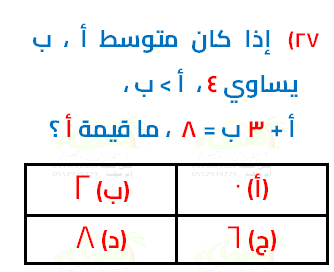 ٢٧) إذا كان متوسط أ ، ب
يساوي ٤ ، أ > ب ،
أ + ٣ ب = ٨ ، ما قيمة أ ؟
(أ) ٠ (ب) ٢
(ج) ٦ (د) ٨